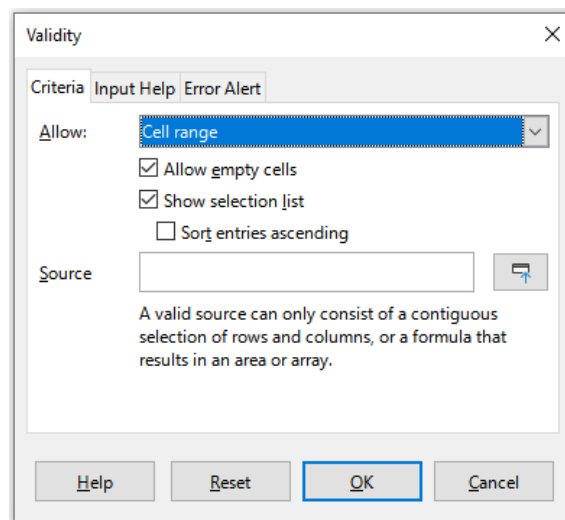 Validity
Criteria Input Help Error Alert
Allow: Cell range
Allow empty cells
Show selection list
Sort entries ascending
Source
A valid source can only consist of a contiguous
selection of rows and columns, or a formula that
results in an area or array.
Help Reset OK Cancel